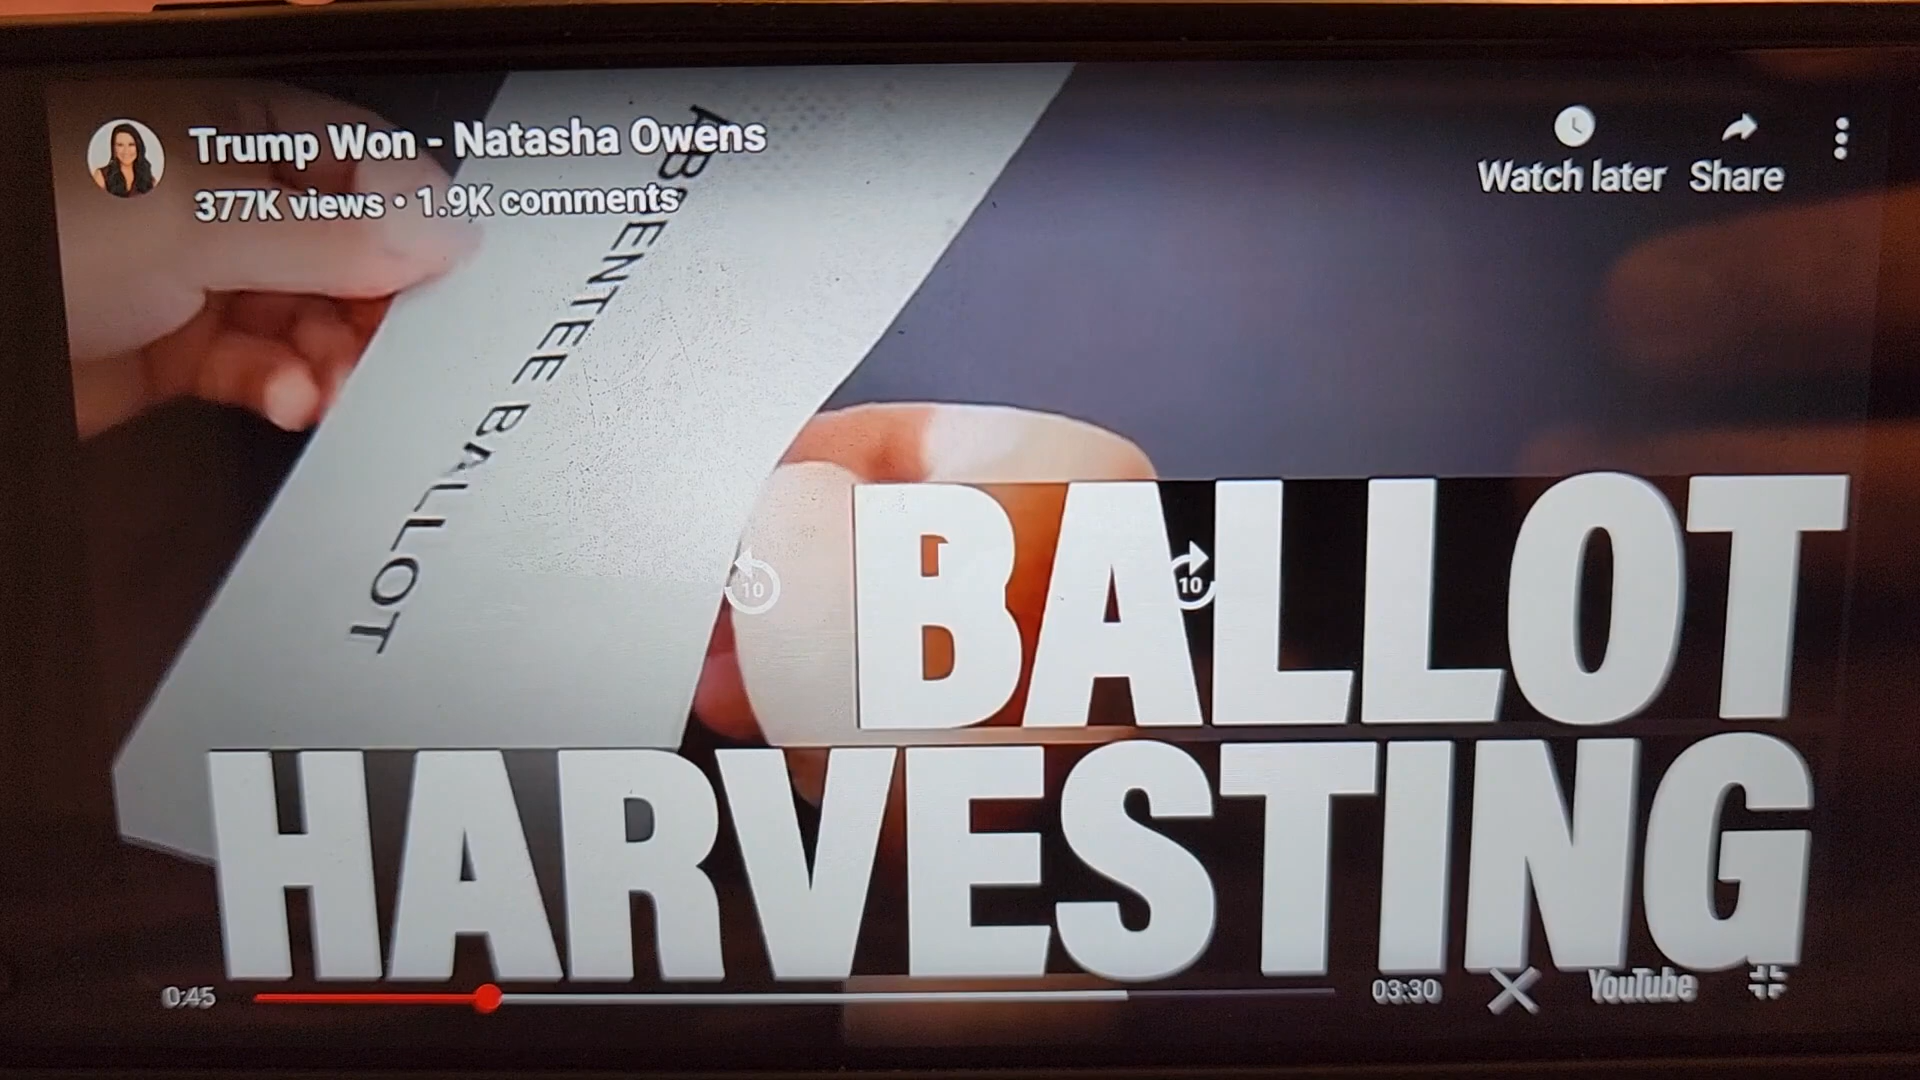 Trump Won - Natasha Owens
377K views • 1.9K comments
Watch later
Share
ABSENTEE BALLOT
10
10
BALLOT
HARVESTING
0:45
03:30
YouTube